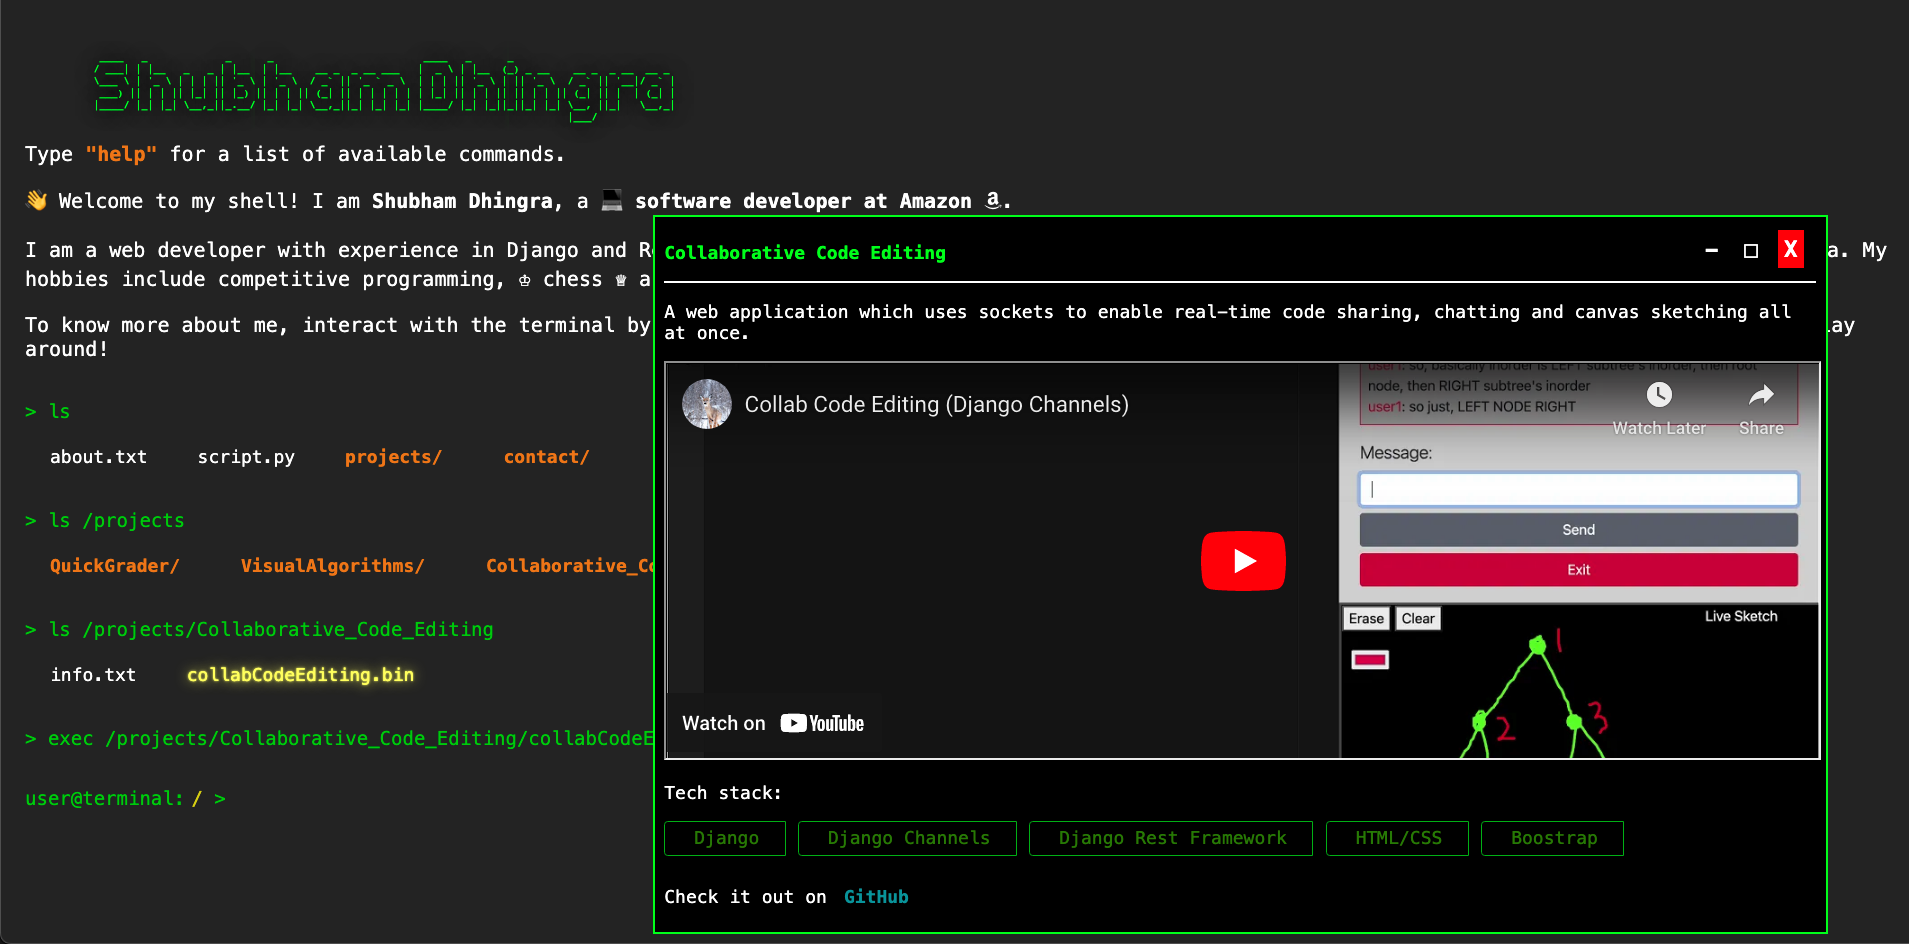 Shubham Dhingra
Type "help" for a list of available commands.
👋 Welcome to my shell! I am Shubham Dhingra, a 💻 software developer at Amazon a.
I am a web developer with experience in Django and R
a. My
hobbies include competitive programming, ♔ chess ♛ a
To know more about me, interact with the terminal by
lay
around!
> ls
about.txt script.py projects/ contact/
> ls /projects
QuickGrader/ VisualAlgorithms/ Collaborative_Co
> ls /projects/Collaborative_Code_Editing
info.txt collabCodeEditing.bin
> exec /projects/Collaborative_Code_Editing/collabCodeE
user@terminal: / >
Collaborative Code Editing
X
A web application which uses sockets to enable real-time code sharing, chatting and canvas sketching all
at once.
Collab Code Editing (Django Channels)
user1: so, basically inorder is LEFT subtree's inorder, then root
node, then RIGHT subtree's inorder
user1: so just, LEFT NODE RIGHT
Watch Later Share
Message:
Send
Exit
Erase Clear Live Sketch
1
2 3
Watch on YouTube
Tech stack:
Django Django Channels Django Rest Framework HTML/CSS Boostrap
Check it out on GitHub